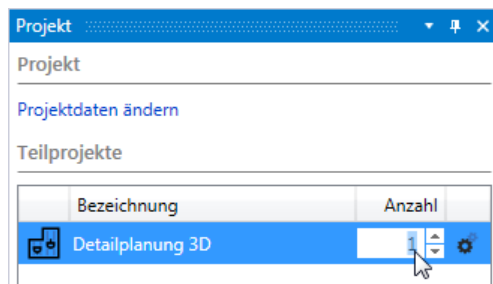 Projekt
Projekt
Projektdaten ändern
Teilprojekte
Bezeichnung Anzahl
Detailplanung 3D 1